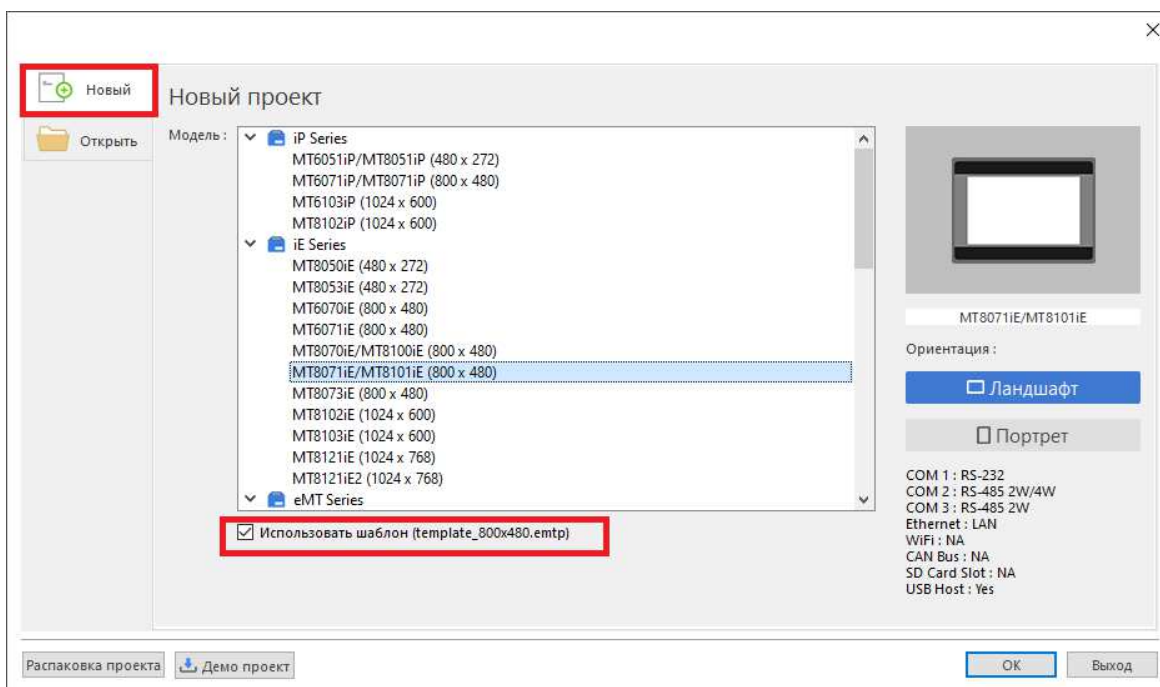 Новый
Открыть
Новый проект
Модель :
iP Series
MT6051iP/MT8051iP (480 x 272)
MT6071iP/MT8071iP (800 x 480)
MT6103iP (1024 x 600)
MT8102iP (1024 x 600)
iE Series
MT8050iE (480 x 272)
MT8053iE (480 x 272)
MT6070iE (800 x 480)
MT6071iE (800 x 480)
MT8070iE/MT8100iE (800 x 480)
MT8071iE/MT8101iE (800 x 480)
MT8073iE (800 x 480)
MT8102iE (1024 x 600)
MT8103iE (1024 x 600)
MT8121iE (1024 x 768)
MT8121iE2 (1024 x 768)
eMT Series
Использовать шаблон (template_800x480.emtp)
MT8071iE/MT8101iE
Ориентация :
Ландшафт
Портрет
COM 1 : RS-232
COM 2 : RS-485 2W/4W
COM 3 : RS-485 2W
Ethernet : LAN
WiFi : NA
CAN Bus : NA
SD Card Slot : NA
USB Host : Yes
Распаковка проекта
Демо проект
OK
Выход